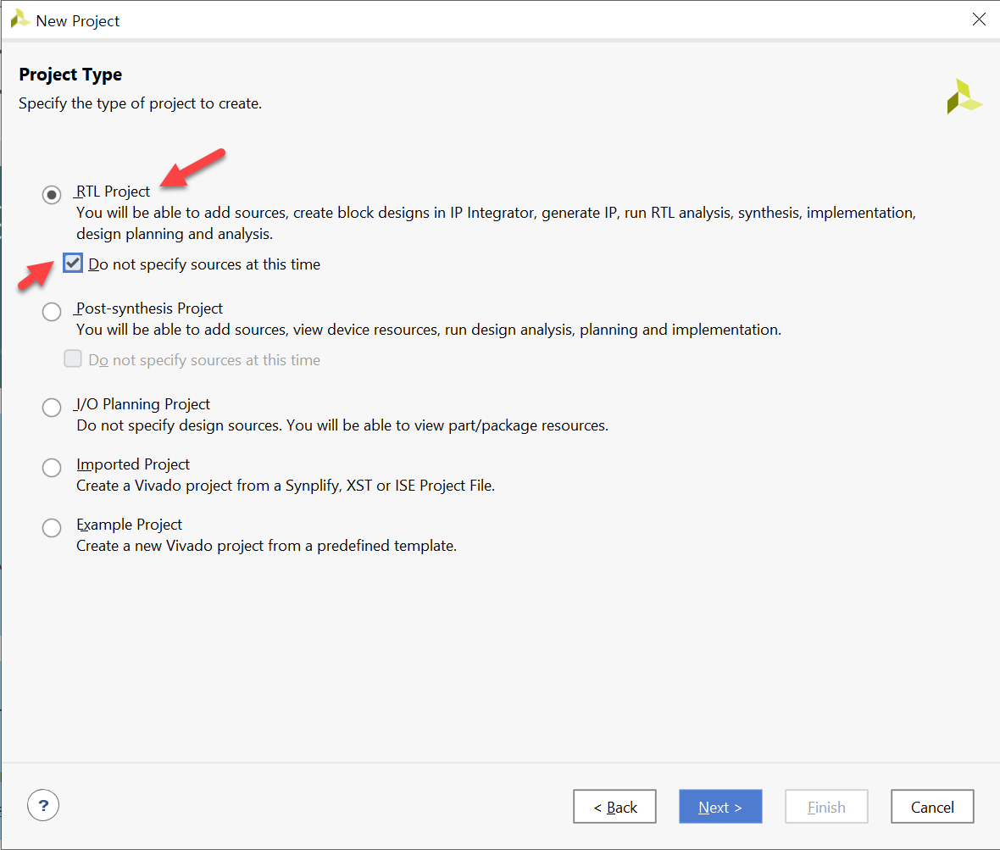 New Project
Project Type
Specify the type of project to create.
RTL Project
You will be able to add sources, create block designs in IP Integrator, generate IP, run RTL analysis, synthesis, implementation,
design planning and analysis.
Do not specify sources at this time
Post-synthesis Project
You will be able to add sources, view device resources, run design analysis, planning and implementation.
Do not specify sources at this time
I/O Planning Project
Do not specify design sources. You will be able to view part/package resources.
Imported Project
Create a Vivado project from a Synplify, XST or ISE Project File.
Example Project
Create a new Vivado project from a predefined template.
? < Back Next > Finish Cancel